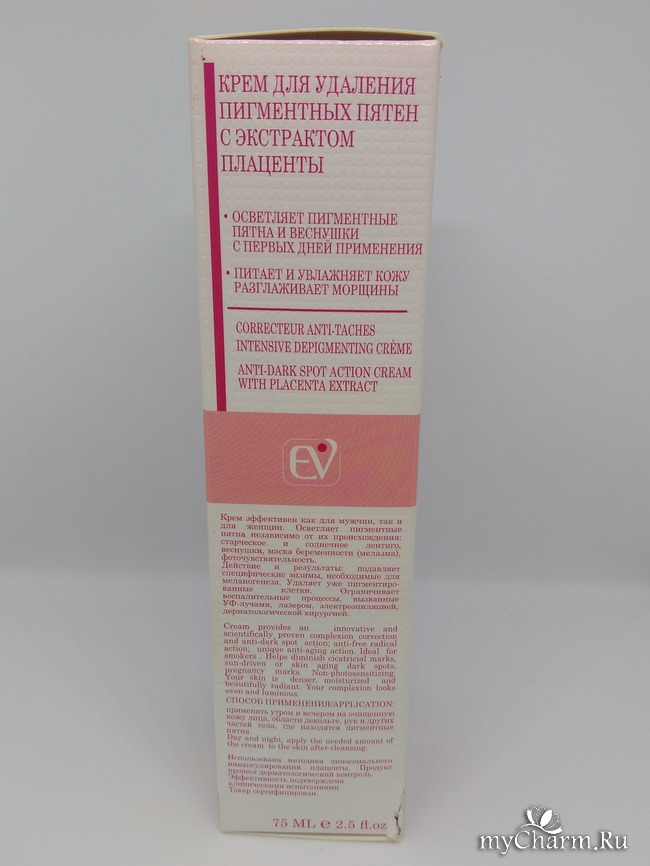 КРЕМ ДЛЯ УДАЛЕНИЯ
ПИГМЕНТНЫХ ПЯТЕН
С ЭКСТРАКТОМ
ПЛАЦЕНТЫ
• ОСВЕТЛЯЕТ ПИГМЕНТНЫЕ
ПЯТНА И ВЕСНУШКИ
С ПЕРВЫХ ДНЕЙ ПРИМЕНЕНИЯ
• ПИТАЕТ И УВЛАЖНЯЕТ КОЖУ
РАЗГЛАЖИВАЕТ МОРЩИНЫ
CORRECTEUR ANTI-TACHES
INTENSIVE DEPIGMENTING CRÈME
ANTI-DARK SPOT ACTION CREAM
WITH PLACENTA EXTRACT
EV
Крем эффективен как для мужчин, так и
для женщин. Осветляет пигментные
пятна независимо от их происхождения:
старческое и солнечное лентиго,
веснушки, маска беременности (мелазма),
фоточувствительность.
Действие и результаты: подавляет
специфические энзимы, необходимые для
меланогенеза. Удаляет уже пигментиро-
ванные клетки. Ограничивает
воспалительные процессы, вызванные
УФ-лучами, лазером, электроэпиляцией,
дерматологической хирургией.
Cream provides an innovative and
scientifically proven complexion correction
and anti-dark spot action; anti-free radical
action; unique anti-aging action. Ideal for
smokers. Helps diminish cicatricial marks,
sun-driven or skin aging dark spots,
pregnancy marks. Non-photosensitizing.
Your skin is denser, moisturized and
beautifully radiant. Your complexion looks
even and luminous.
СПОСОБ ПРИМЕНЕНИЯ/APPLICATION:
применять утром и вечером на очищенную
кожу лица, области декольте, рук и других
частей тела, где находятся пигментные
пятна.
Day and night, apply the needed amount of
the cream to the skin after cleansing.
Использована методика липосомального
инкапсулирования плаценты. Продукт
прошел дерматологический контроль.
Эффективность подтверждена
клиническими испытаниями.
Товар сертифицирован.
75 ML e 2.5 fl.oz
myCharm.Ru